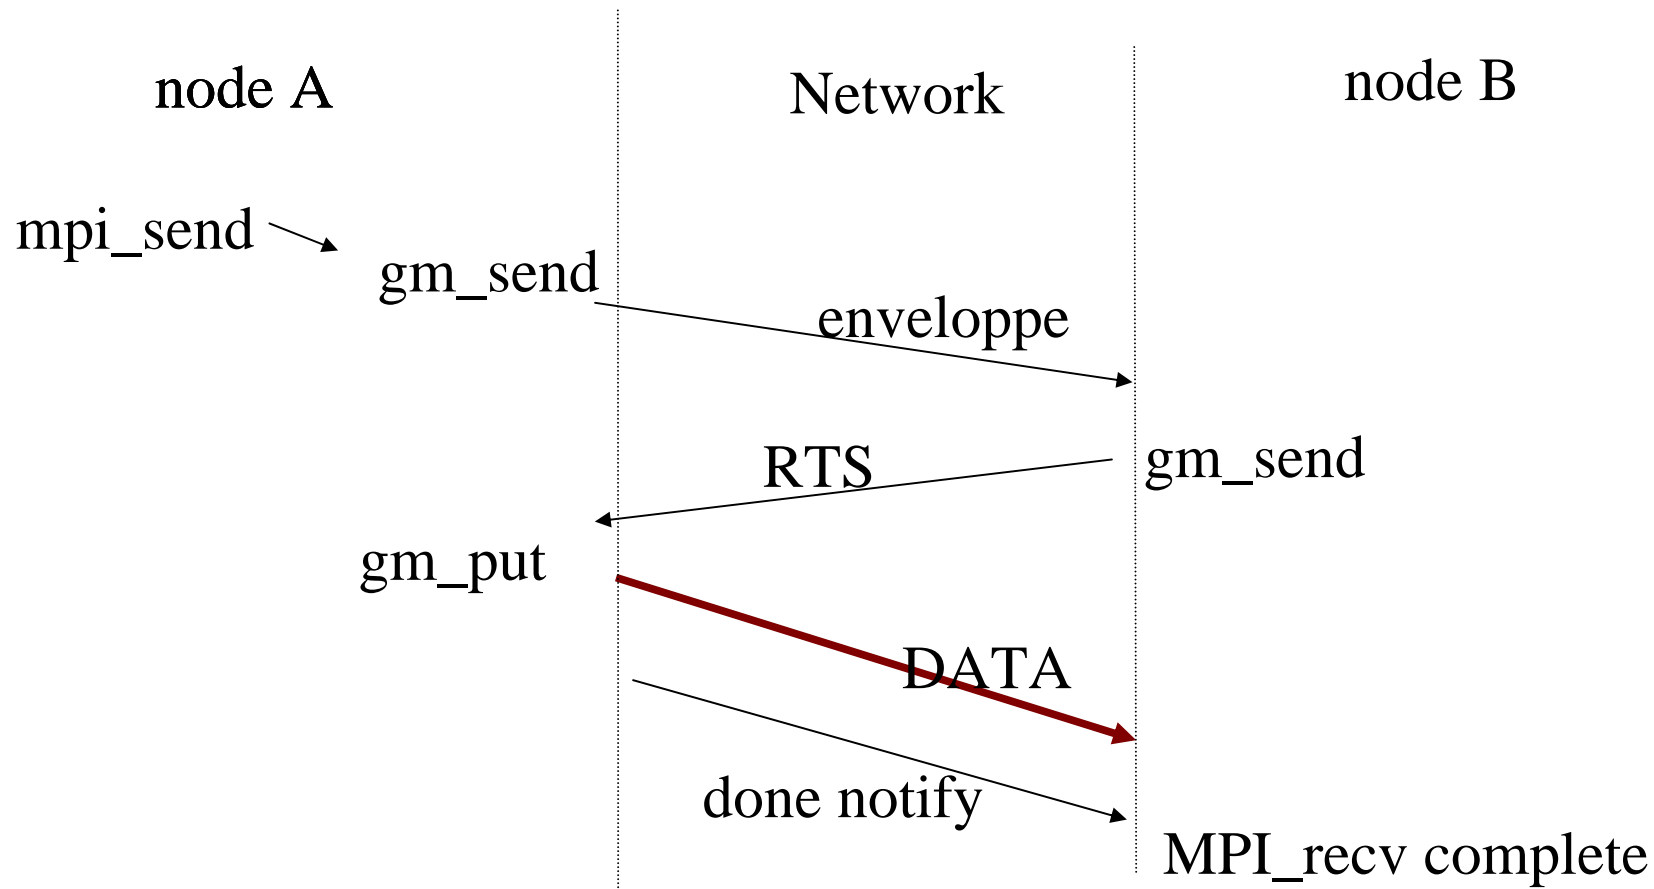 node A
Network
node B
mpi_send
gm_send
enveloppe
RTS
gm_send
gm_put
DATA
done notify
MPI_recv complete